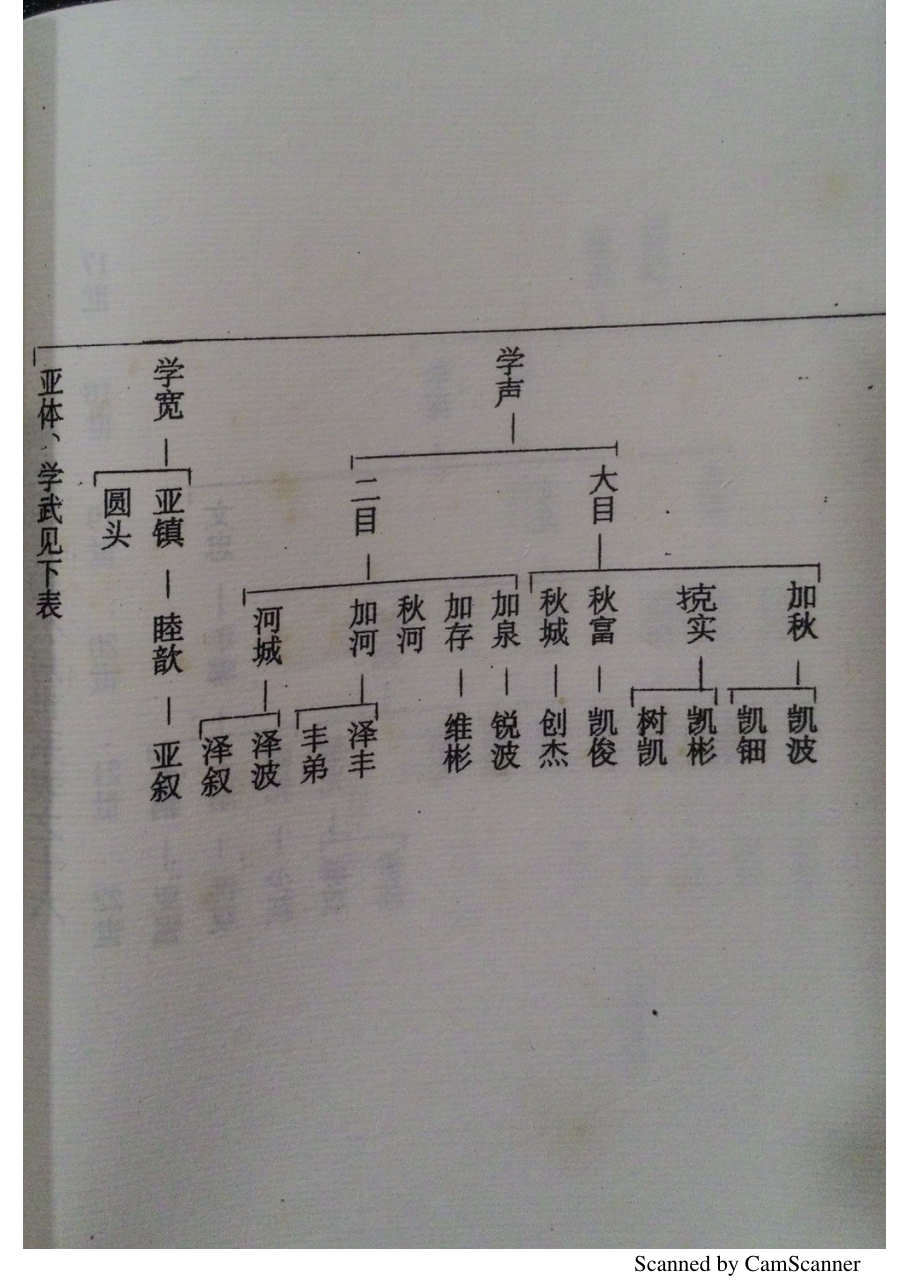 学声
大目
加秋
凯波
凯钿
实
凯彬
树凯
秋富
凯俊
秋城
创杰
二目
加泉
锐波
加存
维彬
秋河
加河
泽丰
丰弟
河城
泽波
泽叙
学宽
亚镇
睦歆
亚叙
圆头
亚体、学武见下表
Scanned by CamScanner